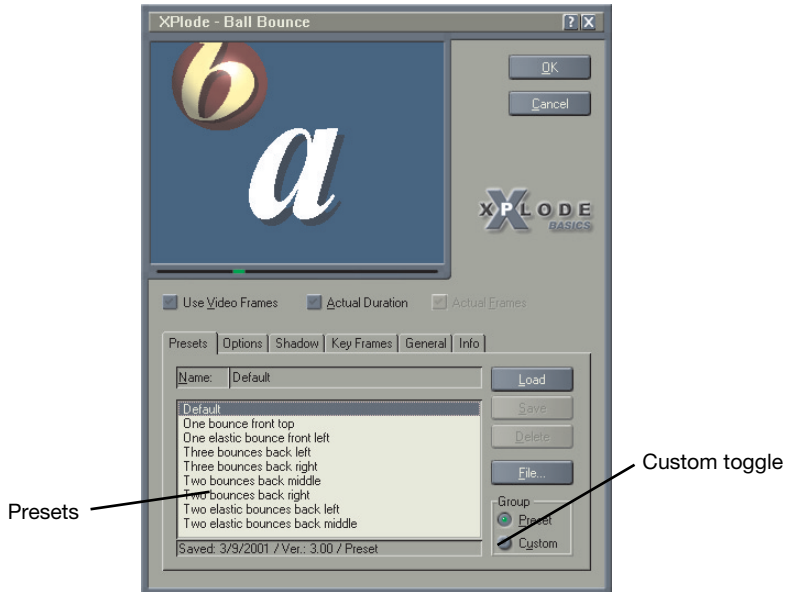 XPlode - Ball Bounce
b
a
OK
Cancel
XPLODE
BASICS
Use Video Frames
Actual Duration
Actual Frames
Presets
Options
Shadow
Key Frames
General
Info
Name:
Default
Load
Default
One bounce front top
One elastic bounce front left
Three bounces back left
Three bounces back right
Two bounces back middle
Two bounces back right
Two elastic bounces back left
Two elastic bounces back middle
Save
Delete
File...
Group
Preset
Custom
Saved: 3/9/2001 / Ver.: 3.00 / Preset
Custom toggle
Presets